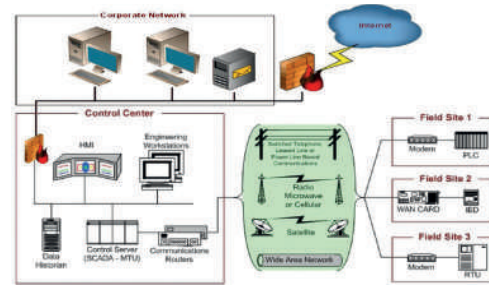 Corporate Network
Internet
Control Center
HMI
Engineering
Workstations
Data
Historian
Control Server
(SCADA - MTU)
Communications
Routers
Switched Telephone
Leased Line or
Power Line Based
Communications
Radio
Microwave
or Cellular
Satellite
Wide Area Network
Field Site 1
Modem
PLC
Field Site 2
WAN CARD
IED
Field Site 3
Modem
RTU